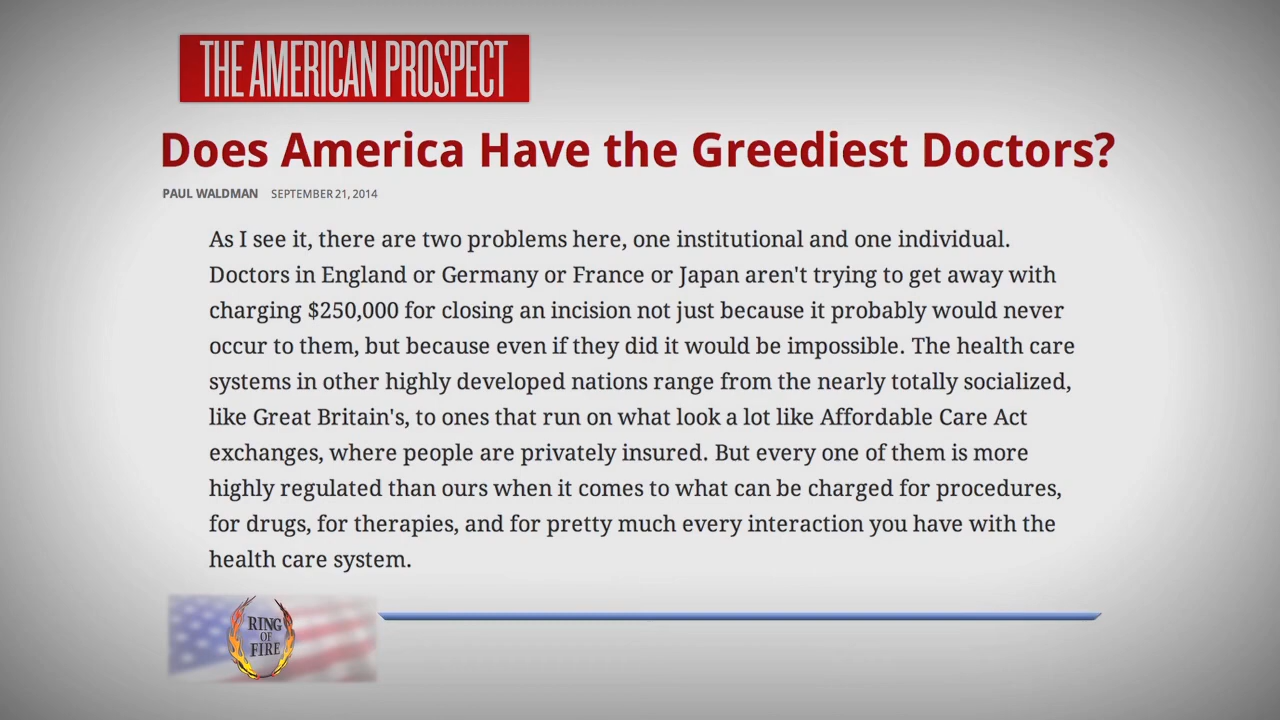 THE AMERICAN PROSPECT
Does America Have the Greediest Doctors?
PAUL WALDMAN SEPTEMBER 21, 2014
As I see it, there are two problems here, one institutional and one individual.
Doctors in England or Germany or France or Japan aren't trying to get away with
charging $250,000 for closing an incision not just because it probably would never
occur to them, but because even if they did it would be impossible. The health care
systems in other highly developed nations range from the nearly totally socialized,
like Great Britain's, to ones that run on what look a lot like Affordable Care Act
exchanges, where people are privately insured. But every one of them is more
highly regulated than ours when it comes to what can be charged for procedures,
for drugs, for therapies, and for pretty much every interaction you have with the
health care system.
RING
OF
FIRE